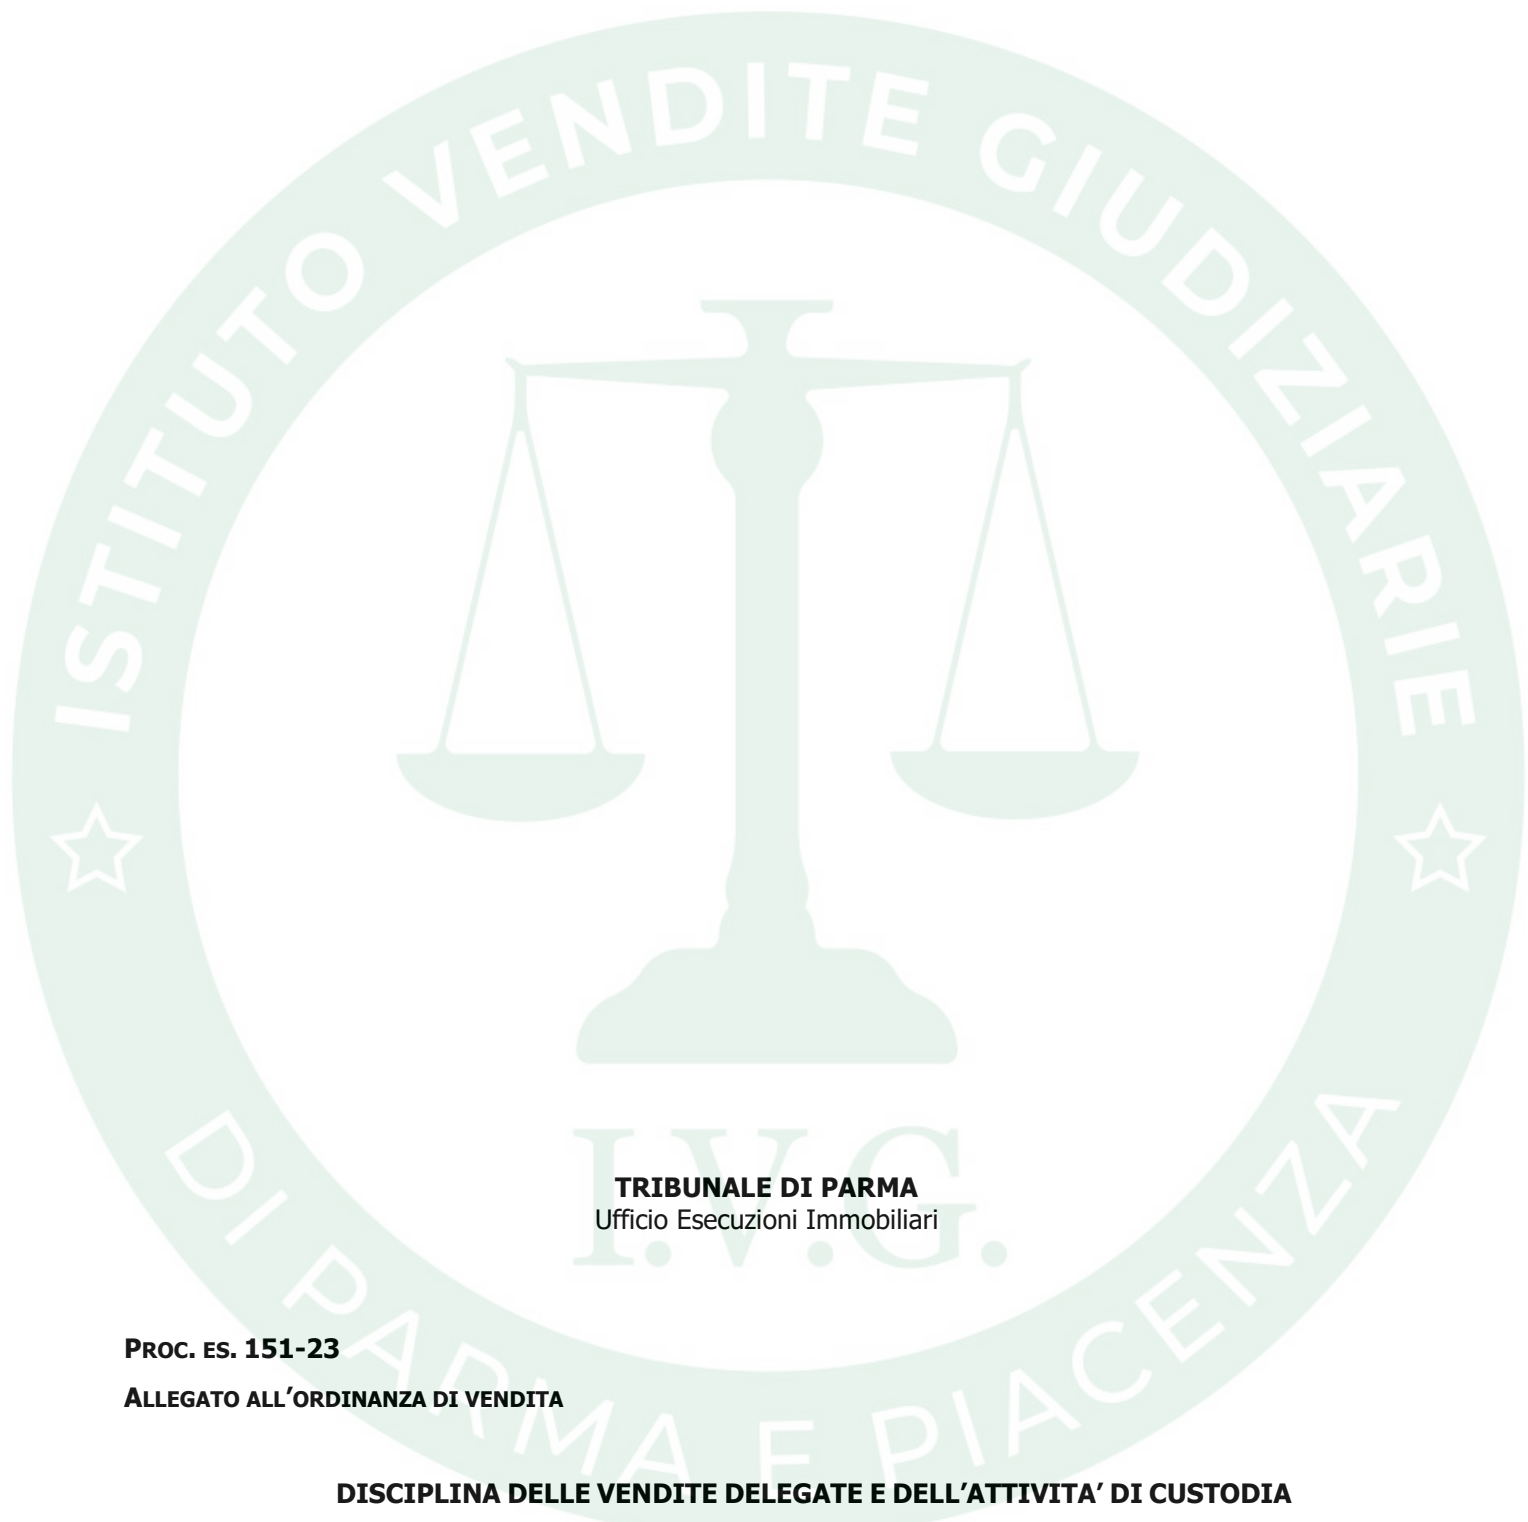 ISTITUTO VENDITE GIUDIZIARIE
DI PARMA E PIACENZA
I.V.G.
TRIBUNALE DI PARMA
Ufficio Esecuzioni Immobiliari
PROC. ES. 151-23
ALLEGATO ALL’ORDINANZA DI VENDITA
DISCIPLINA DELLE VENDITE DELEGATE E DELL’ATTIVITA’ DI CUSTODIA